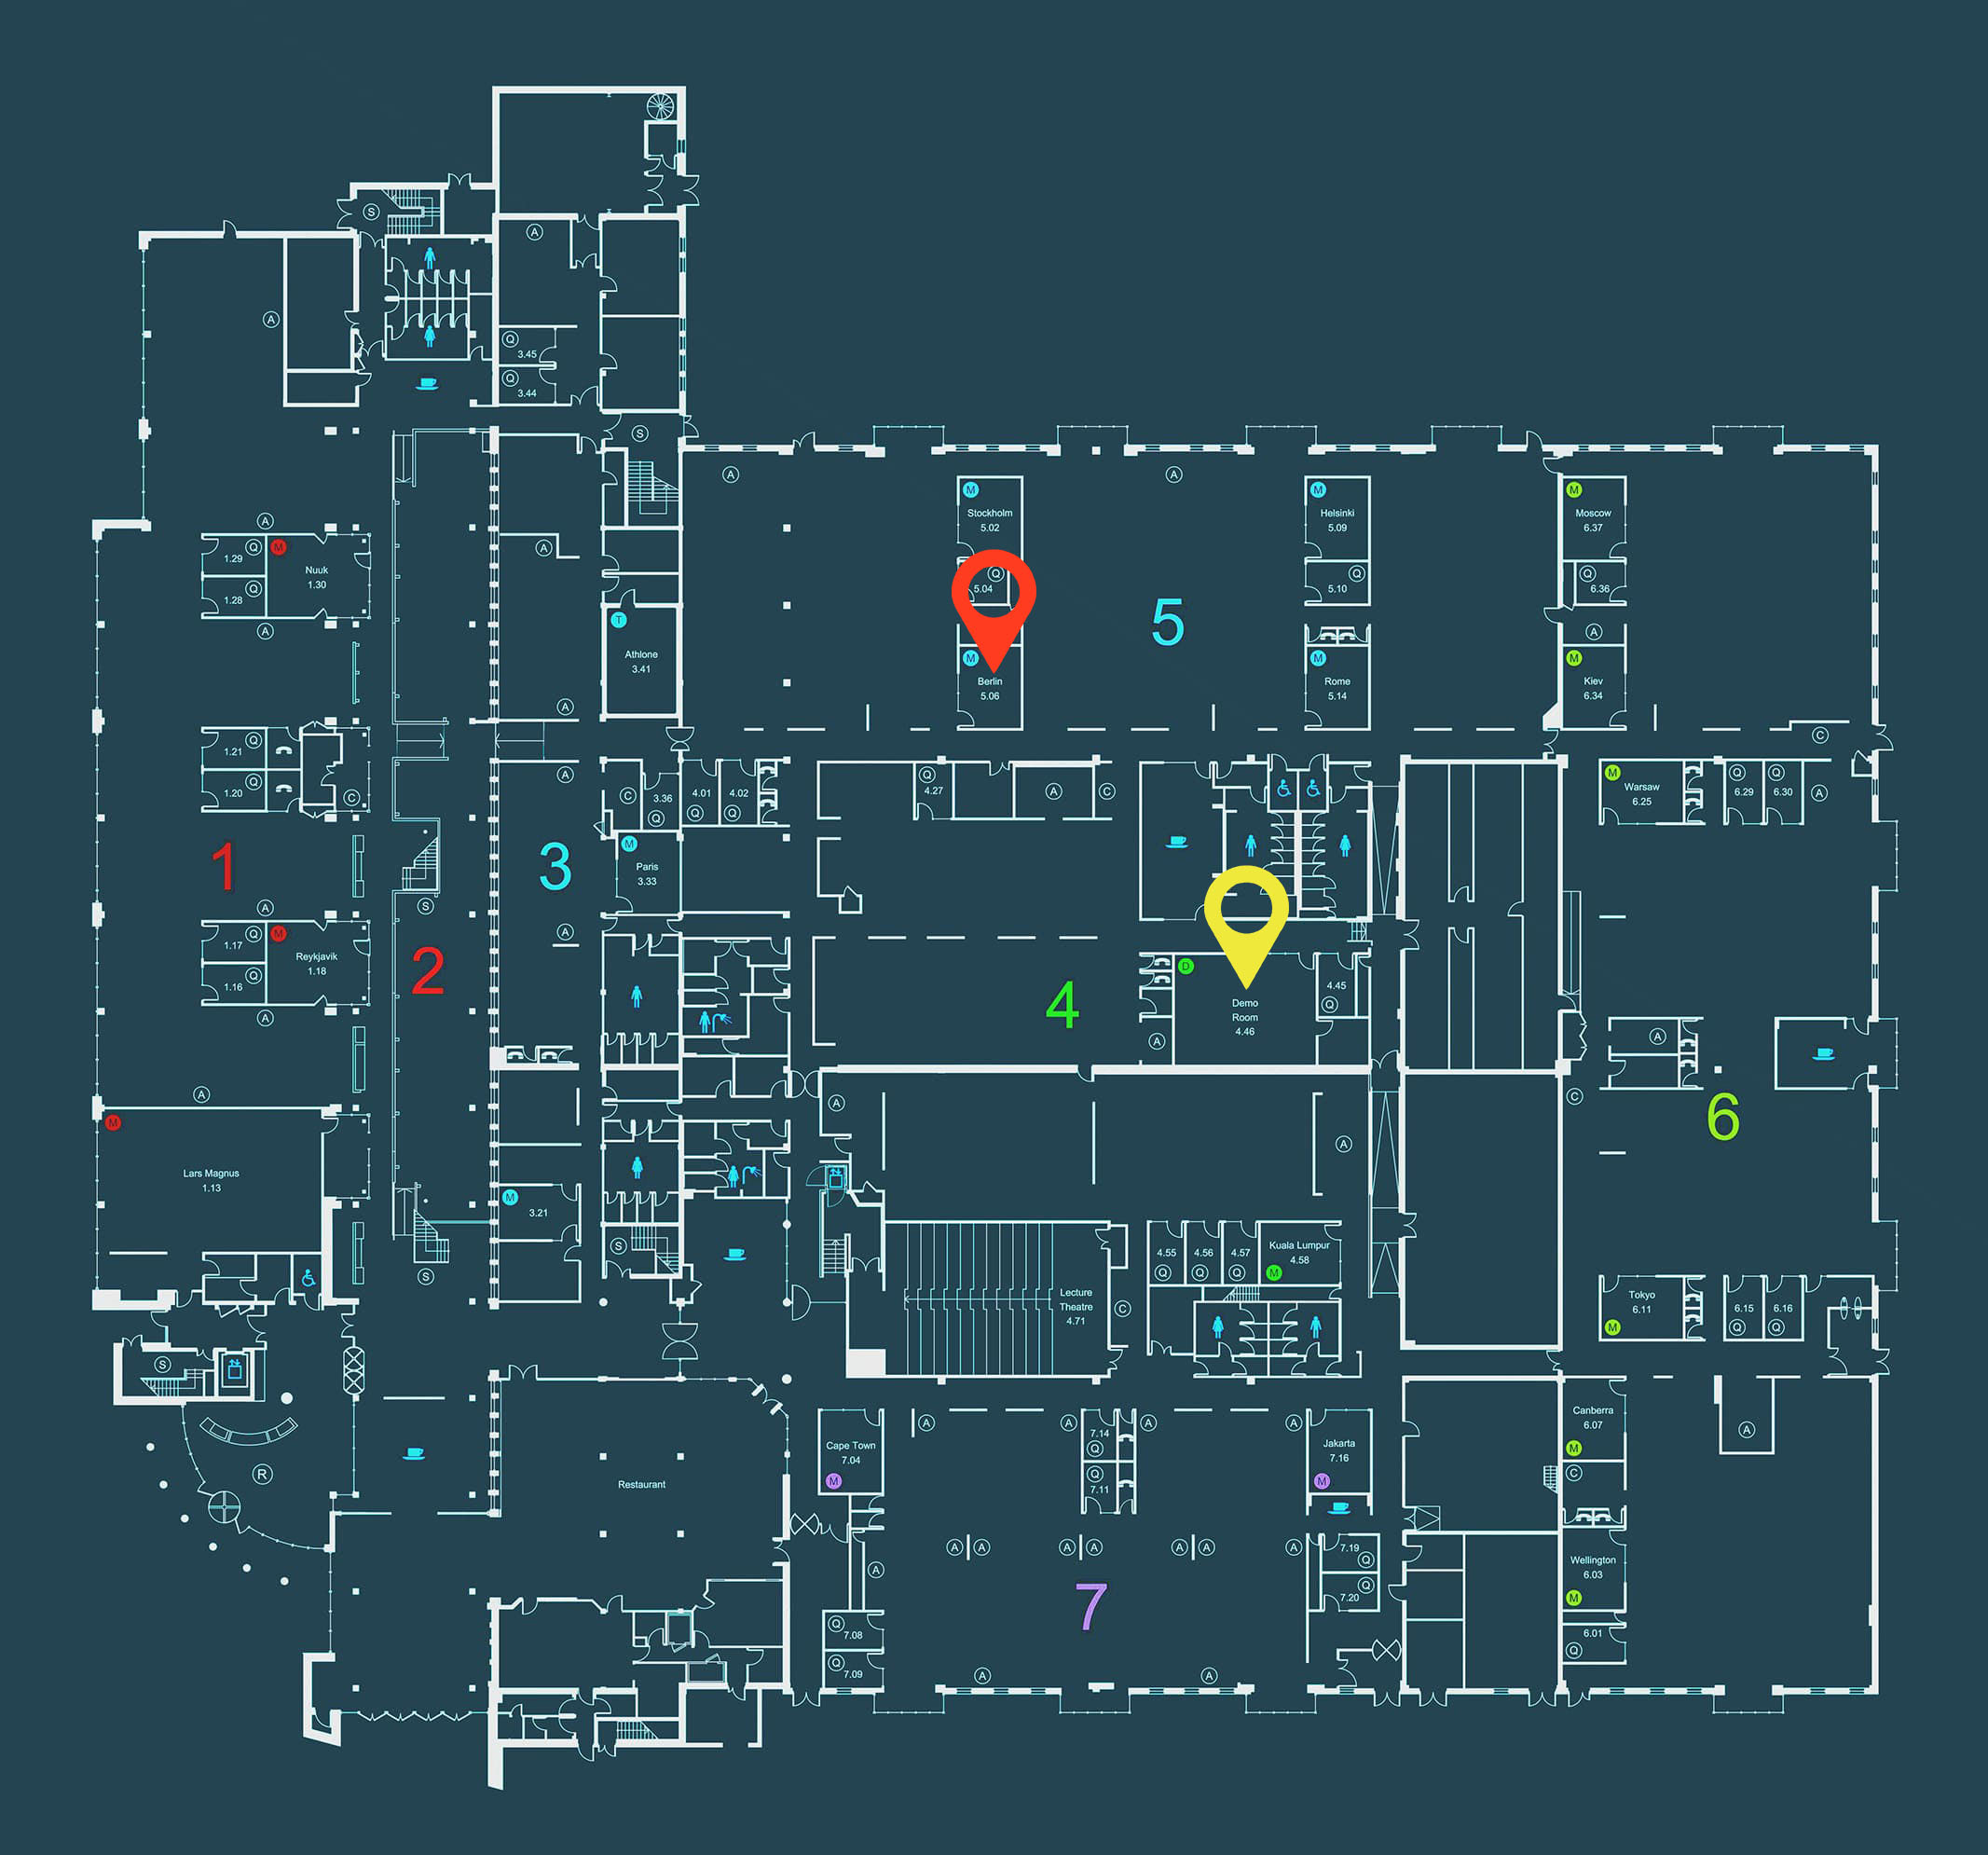 S
A
A
Q
3.45
Q
3.44
S
A
A
M
Stockholm
5.02
M
Helsinki
5.09
M
Moscow
6.37
A
1.29
Q
M
Nuuk
1.30
1.28
Q
A
A
Q
5.04
Q
5.10
Q
6.36
5
A
T
Athlone
3.41
M
Berlin
5.06
M
Rome
5.14
M
Kiev
6.34
A
C
1.21
Q
1.20
Q
C
A
C
3.36
Q
4.01
Q
4.02
Q
Q
4.27
A
C
M
Warsaw
6.25
Q
6.29
Q
6.30
A
1
3
M
Paris
3.33
A
S
A
1.17
Q
M
Reykjavik
1.18
1.16
Q
A
2
4
D
Demo
Room
4.46
4.45
Q
A
A
A
A
C
6
M
Lars Magnus
1.13
A
M
3.21
S
S
4.55
Q
4.56
Q
4.57
Q
Kuala Lumpur
4.58
M
Lecture
Theatre
4.71
C
Tokyo
6.11
M
6.15
Q
6.16
Q
S
R
Restaurant
Cape Town
7.04
M
A
A
7.14
Q
Q
7.11
A
A
Jakarta
7.16
M
Canberra
6.07
M
C
A
A
A
A
A
A
A
A
A
7.19
Q
Q
7.20
Wellington
6.03
M
7
Q
7.08
Q
7.09
A
A
6.01
Q